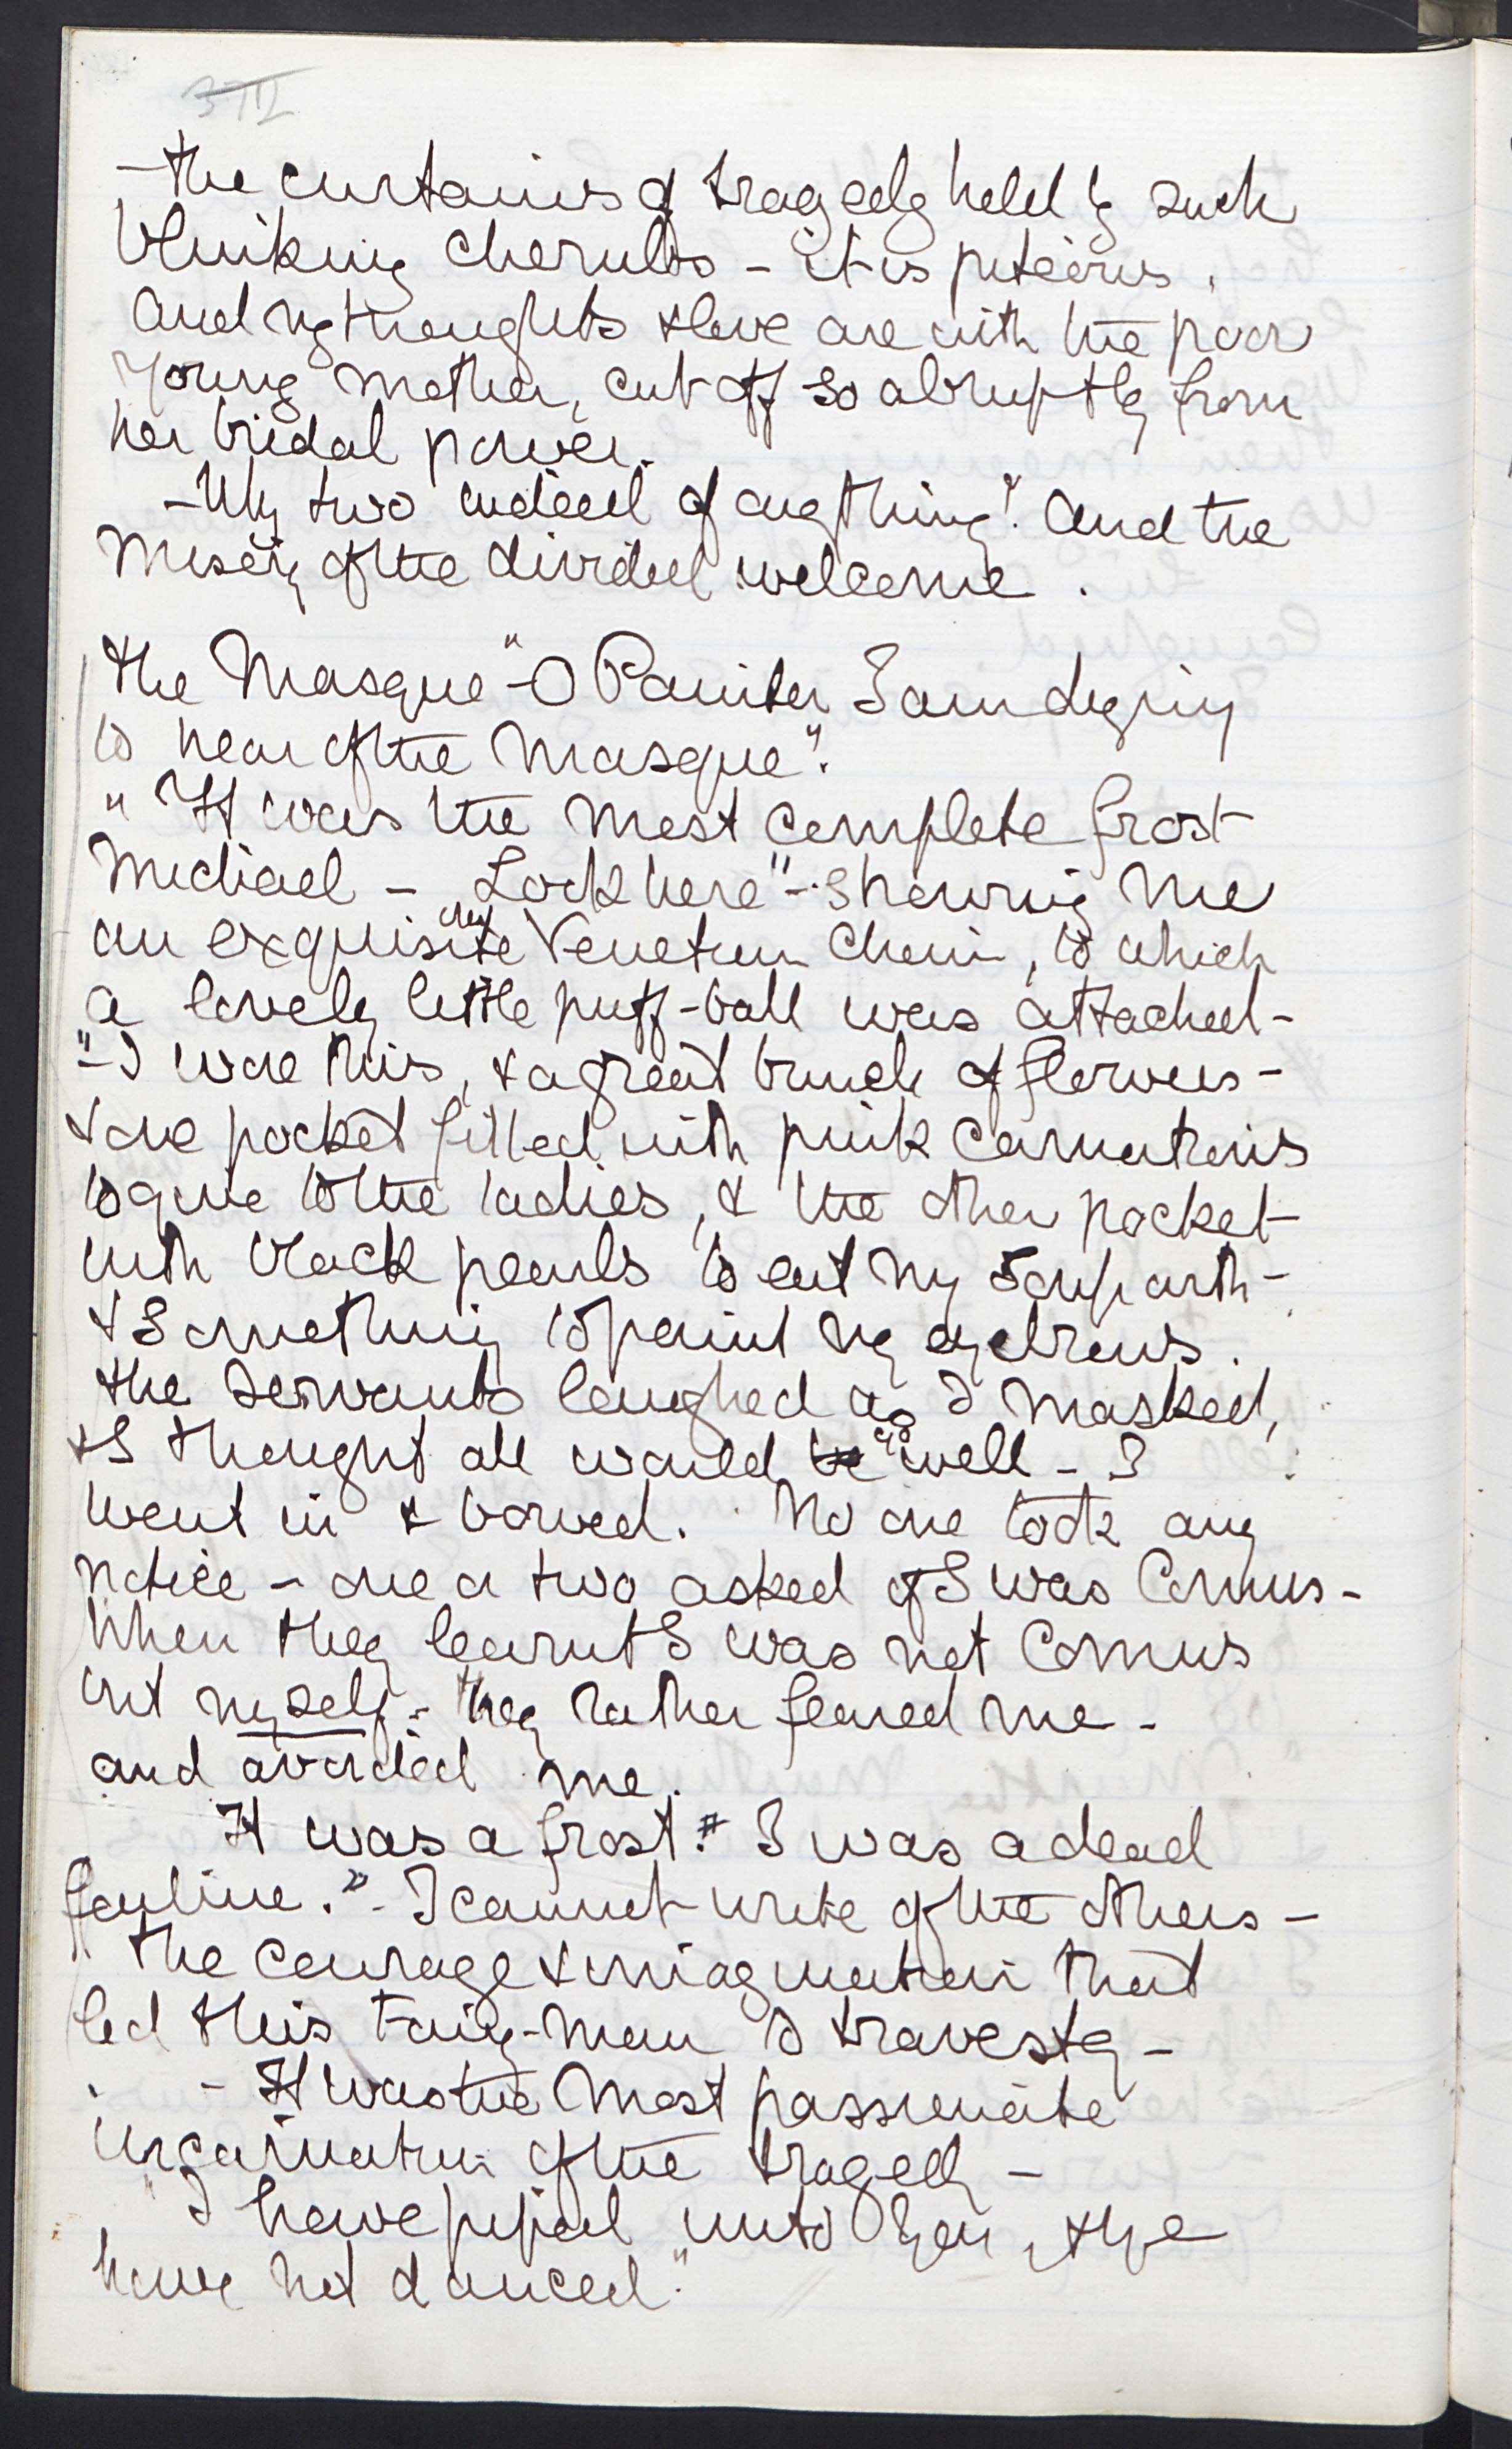 — the curtains of tragedy held by such
blinking cherubs — it is piteous.
And my thoughts & love are with the poor
young mother, cut off so abruptly from
her bridal power.
— Why two indeed of anything! And the
misery of the divided welcome.
The Masque "O Painter I am dying
to hear of the Masque".
" It was the most complete frost
Michael — Look here" — shewing me
an exquisite Venetian chain, to which
a lovely little puff-ball was attached —
"— I wore this, & a great bunch of flowers —
& one pocket filled with pink carnations
to give to the ladies, & the other pocket
with black pearls to eat my soup with —
& something to paint my eyebrows.
The servants laughed as I masked,
& I thought all would be go well — I
went in & bowed. No one took any
notice — one or two asked if I was Comus —
When they learnt I was not Comus
but myself — they rather feared me —
and avoided me.
It was a frost. I was a dead
failure." — I cannot write of the others —
The courage & imagination that
led this Fairy-man to travesty —
— It was the most passionate
incarnation of the tragedy —
"I have piped unto you, & ye
have not danced."